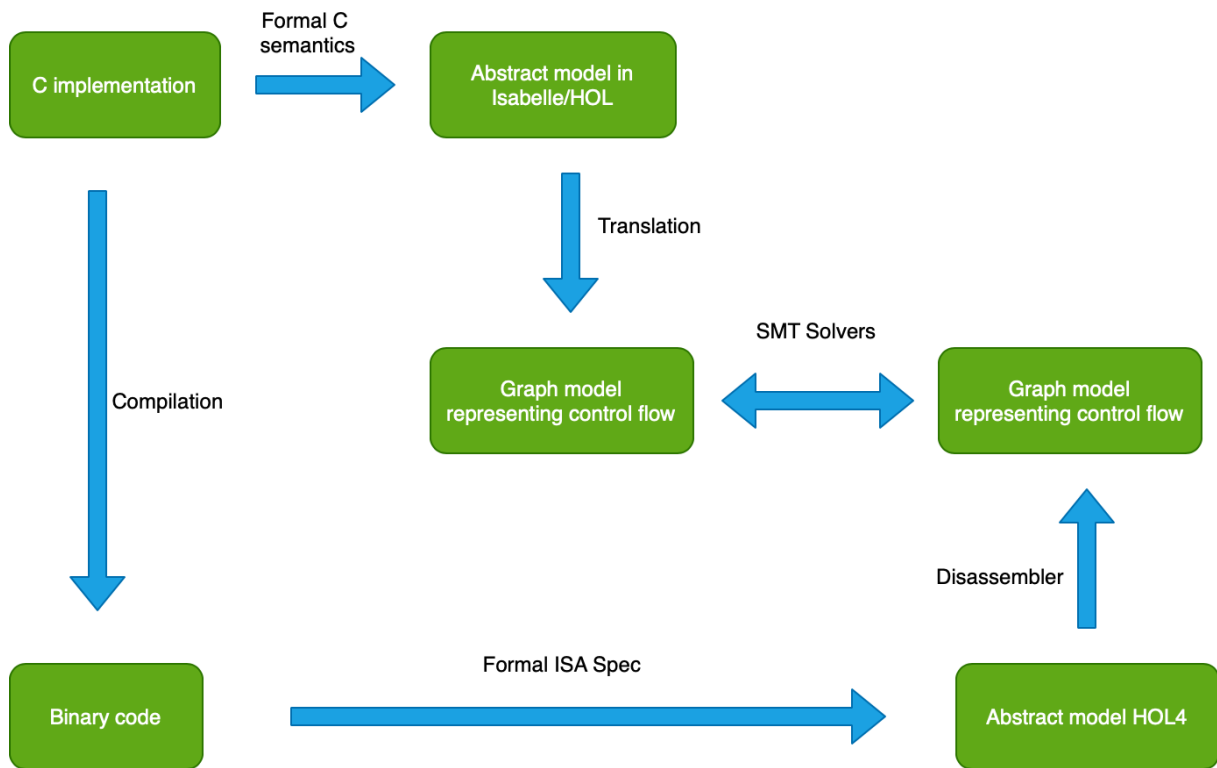 Formal C
semantics
C implementation
Abstract model in
Isabelle/HOL
Translation
SMT Solvers
Compilation
Graph model
representing control flow
Graph model
representing control flow
Disassembler
Formal ISA Spec
Binary code
Abstract model HOL4